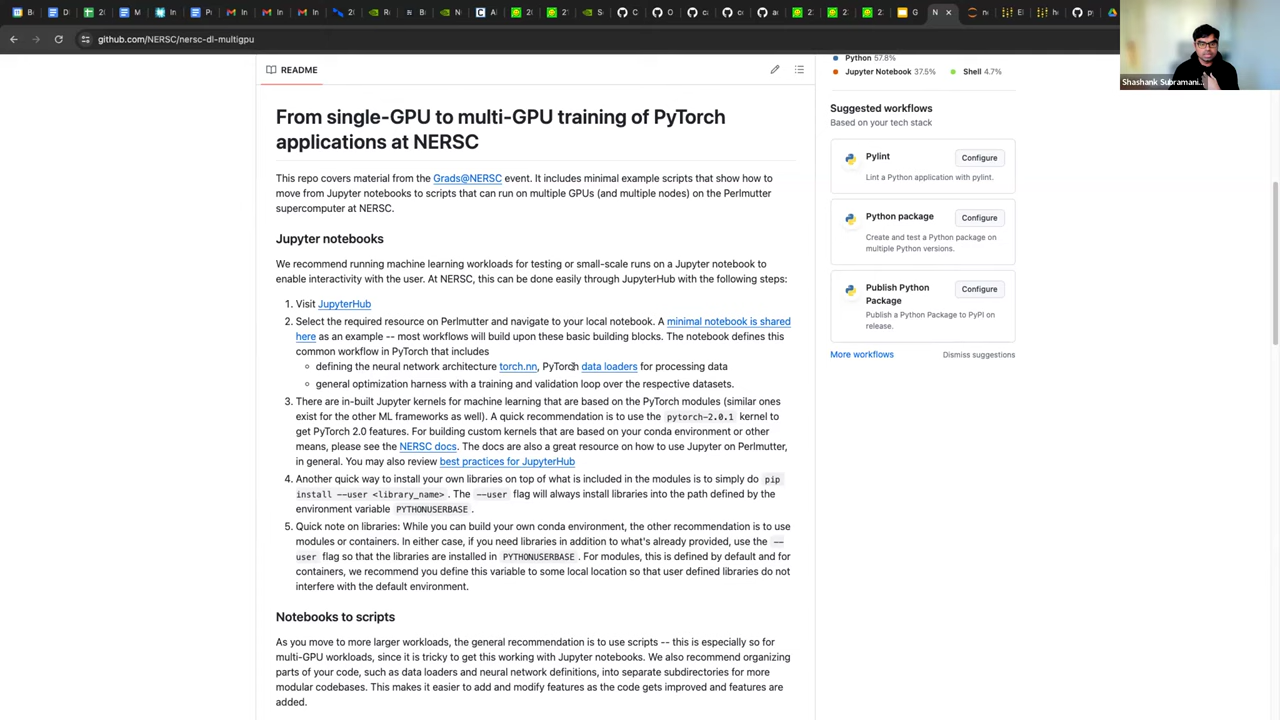 github.com/NERSC/nersc-dl-multigpu
Shashank Subramani...
README
Python 57.8%
Jupyter Notebook 37.5% Shell 4.7%
From single-GPU to multi-GPU training of PyTorch
applications at NERSC
This repo covers material from the Grads@NERSC event. It includes minimal example scripts that show how to
move from Jupyter notebooks to scripts that can run on multiple GPUs (and multiple nodes) on the Perlmutter
supercomputer at NERSC.
Jupyter notebooks
We recommend running machine learning workloads for testing or small-scale runs on a Jupyter notebook to
enable interactivity with the user. At NERSC, this can be done easily through JupyterHub with the following steps:
1. Visit JupyterHub
2. Select the required resource on Perlmutter and navigate to your local notebook. A minimal notebook is shared
here as an example -- most workflows will build upon these basic building blocks. The notebook defines this
common workflow in PyTorch that includes
defining the neural network architecture torch.nn, PyTorch data loaders for processing data
general optimization harness with a training and validation loop over the respective datasets.
3. There are in-built Jupyter kernels for machine learning that are based on the PyTorch modules (similar ones
exist for the other ML frameworks as well). A quick recommendation is to use the pytorch-2.0.1 kernel to
get PyTorch 2.0 features. For building custom kernels that are based on your conda environment or other
means, please see the NERSC docs. The docs are also a great resource on how to use Jupyter on Perlmutter,
in general. You may also review best practices for JupyterHub
4. Another quick way to install your own libraries on top of what is included in the modules is to simply do pip
install --user <library_name>. The --user flag will always install libraries into the path defined by the
environment variable PYTHONUSERBASE.
5. Quick note on libraries: While you can build your own conda environment, the other recommendation is to use
modules or containers. In either case, if you need libraries in addition to what's already provided, use the --
user flag so that the libraries are installed in PYTHONUSERBASE. For modules, this is defined by default and for
containers, we recommend you define this variable to some local location so that user defined libraries do not
interfere with the default environment.
Notebooks to scripts
As you move to more larger workloads, the general recommendation is to use scripts -- this is especially so for
multi-GPU workloads, since it is tricky to get this working with Jupyter notebooks. We also recommend organizing
parts of your code, such as data loaders and neural network definitions, into separate subdirectories for more
modular codebases. This makes it easier to add and modify features as the code gets improved and features are
added.
Suggested workflows
Based on your tech stack
Pylint Configure
Lint a Python application with pylint.
Python package Configure
Create and test a Python package on
multiple Python versions.
Publish Python Configure
Package
Publish a Python Package to PyPI on
release.
More workflows Dismiss suggestions